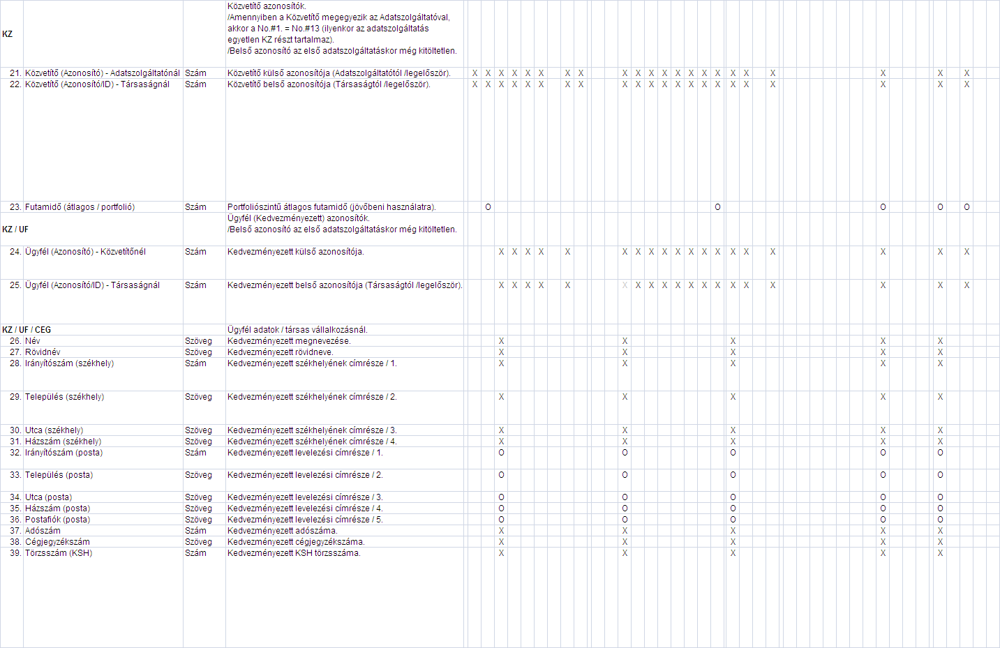 Közvetítő azonosítók.
/Amennyiben a Közvetítő megegyezik az Adatszolgáltatóval,
akkor a No.#1. = No.#13 (ilyenkor az adatszolgáltatás
KZ
egyetlen KZ részt tartalmaz).
/Belső azonosító az első adatszolgáltatáskor még kitöltetlen.
21. Közvetítő (Azonosító) - Adatszolgáltatónál Szám Közvetítő külső azonosítója (Adatszolgáltatótól /legelőször). X X X X X X X X X X X X X X X X X X X X X X
22. Közvetítő (Azonosító/ID) - Társaságnál Szám Közvetítő belső azonosítója (Társaságtól /legelőször). X X X X X X X X X X X X X X X X X X X X X X
23. Futamidő (átlagos / portfolió) Szám Portfoliószintű átlagos futamidő (jövőbeni használatra). O O O O O
Ügyfél (Kedvezményezett) azonosítók.
KZ / UF /Belső azonosító az első adatszolgáltatáskor még kitöltetlen.
24. Ügyfél (Azonosító) - Közvetítőnél Szám Kedvezményezett külső azonosítója. X X X X X X X X X X X X X X X X X X X
25. Ügyfél (Azonosító/ID) - Társaságnál Szám Kedvezményezett belső azonosítója (Társaságtól /legelőször). X X X X X X X X X X X X X X X X X X X
KZ / UF / CEG Ügyfél adatok / társas vállalkozásnál.
26. Név Szöveg Kedvezményezett megnevezése. X X X X X
27. Rövidnév Szöveg Kedvezményezett rövidneve. X X X X X
28. Irányítószám (székhely) Szám Kedvezményezett székhelyének címrésze / 1. X X X X X
29. Település (székhely) Szöveg Kedvezményezett székhelyének címrésze / 2. X X X X X
30. Utca (székhely) Szöveg Kedvezményezett székhelyének címrésze / 3. X X X X X
31. Házszám (székhely) Szöveg Kedvezményezett székhelyének címrésze / 4. X X X X X
32. Irányítószám (posta) Szám Kedvezményezett levelezési címrésze / 1. O O O O O
33. Település (posta) Szöveg Kedvezményezett levelezési címrésze / 2. O O O O O
34. Utca (posta) Szöveg Kedvezményezett levelezési címrésze / 3. O O O O O
35. Házszám (posta) Szöveg Kedvezményezett levelezési címrésze / 4. O O O O O
36. Postafiók (posta) Szöveg Kedvezményezett levelezési címrésze / 5. O O O O O
37. Adószám Szám Kedvezményezett adószáma. X X X X X
38. Cégjegyzékszám Szöveg Kedvezményezett cégjegyzékszáma. X X X X X
39. Törzsszám (KSH) Szám Kedvezményezett KSH törzsszáma. X X X X X